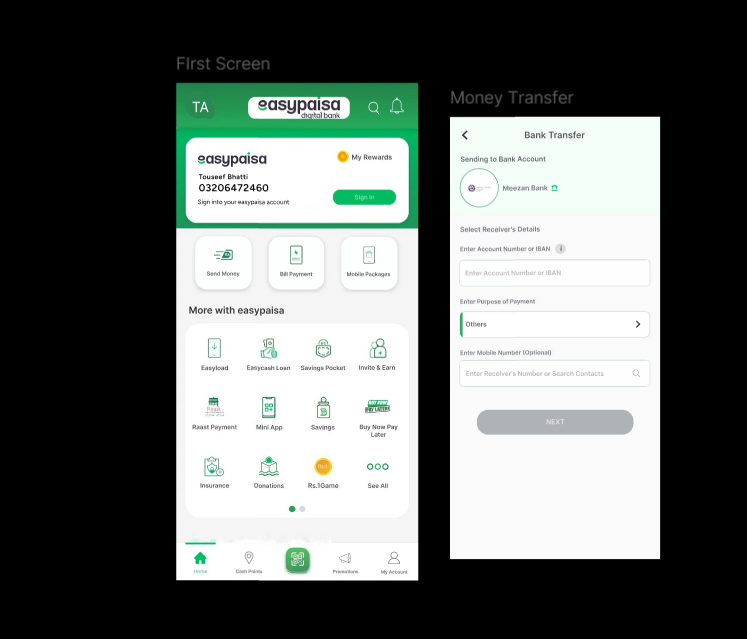 FIrst Screen
TA
easypaisa
digital bank
easypaisa
My Rewards
Touseef Bhatti
03206472460
Sign into your easypaisa account
Sign in
Send Money
Bill Payment
Mobile Packages
More with easypaisa
Easyload
Easycash Loan
Savings Pocket
Invite & Earn
Raast Payment
Mini App
Savings
Buy Now Pay
Later
Insurance
Donations
Rs.1
Rs.1Game
See All
Home
Cash Points
Promotions
My Account
Money Transfer
Bank Transfer
Sending to Bank Account
Meezan Bank
Select Receiver's Details
Enter Account Number or IBAN
Enter Account Number or IBAN
Enter Purpose of Payment
Others
Enter Mobile Number (Optional)
Enter Receiver's Number or Search Contacts
NEXT